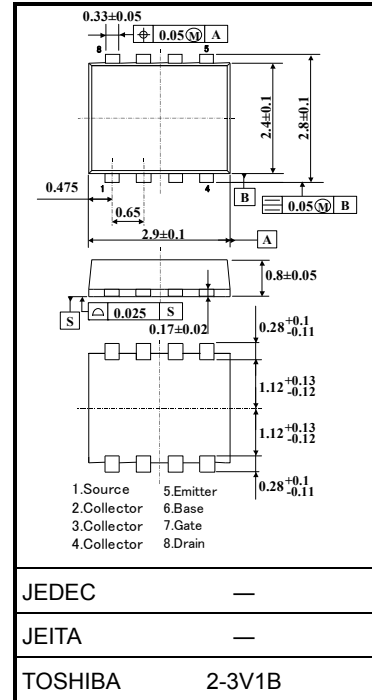 0.33±0.05
⌖ 0.05 Ⓜ A
8 5
2.4±0.1
2.8±0.1
1 4
0.475
B
⌯ 0.05 Ⓜ B
0.65
2.9±0.1
A
0.8±0.05
S
⌓ 0.025 S
0.17±0.02
0.28 +0.1 -0.11
1.12 +0.13 -0.12
1.12 +0.13 -0.12
0.28 +0.1 -0.11
1.Source 5.Emitter
2.Collector 6.Base
3.Collector 7.Gate
4.Collector 8.Drain
JEDEC —
JEITA —
TOSHIBA 2-3V1B